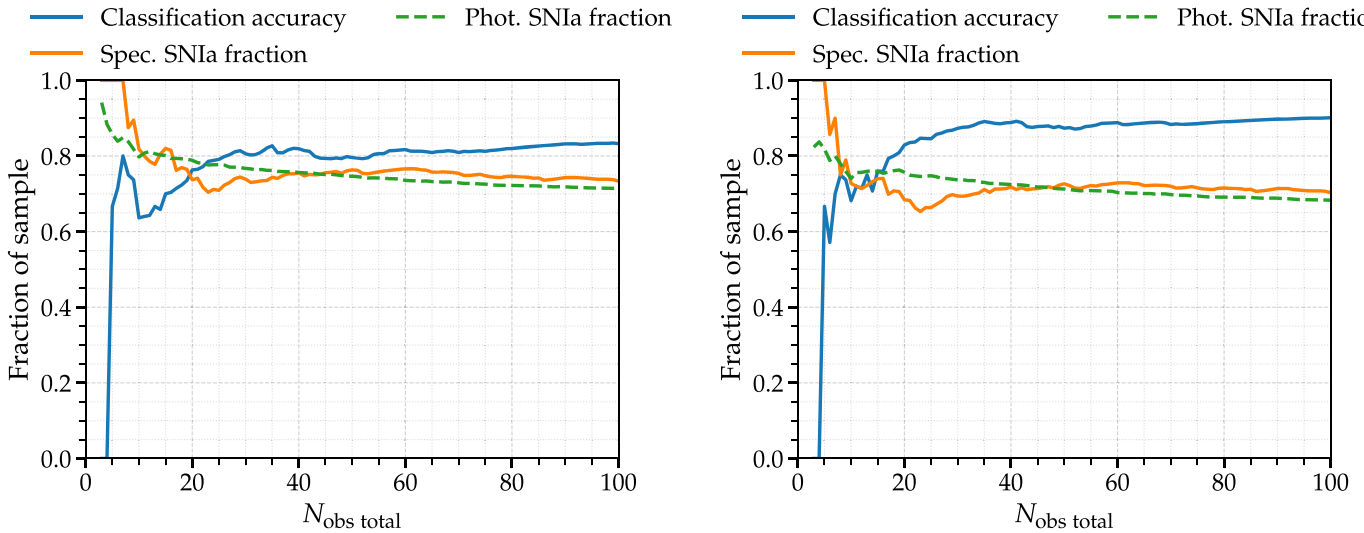 Classification accuracy
Phot. SNIa fraction
Spec. SNIa fraction
1.0
0.8
0.6
0.4
0.2
0.0
Fraction of sample
0 20 40 60 80 100
N_obs total
Classification accuracy
Phot. SNIa fractio
Spec. SNIa fraction
1.0
0.8
0.6
0.4
0.2
0.0
Fraction of sample
0 20 40 60 80 100
N_obs total